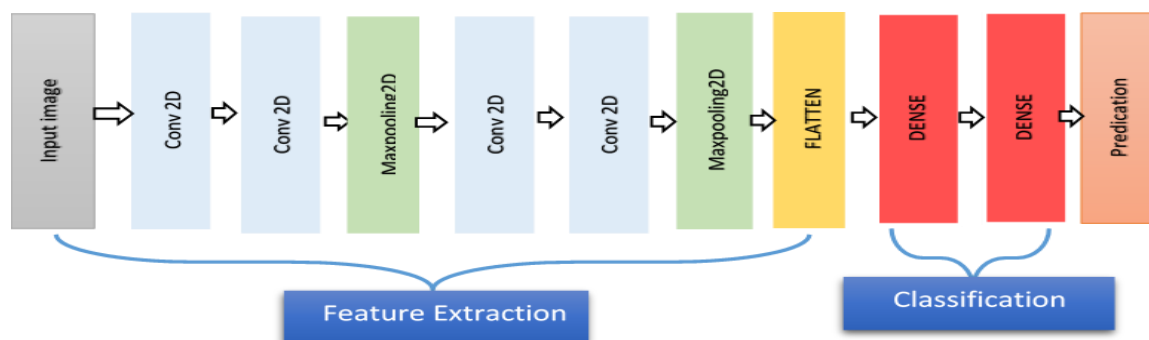 Input image
Conv 2D
Conv 2D
Maxpooling2D
Conv 2D
Conv 2D
Maxpooling2D
FLATTEN
DENSE
DENSE
Predication
Feature Extraction
Classification